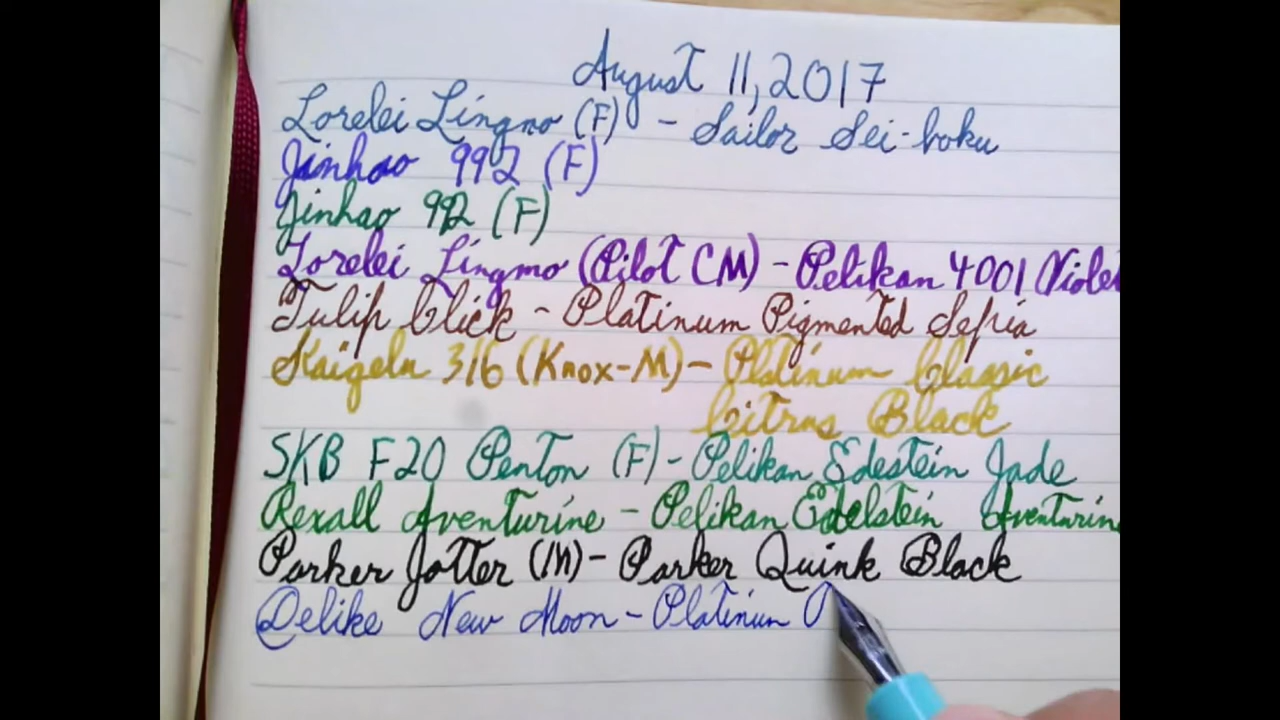 August 11, 2017
Lorelei Lingmo (F) - Sailor Sei-boku
Jinhao 992 (F)
Jinhao 992 (F)
Lorelei Lingmo (Pilot CM) - Pelikan 4001 Violet
Tulip Click - Platinum Pigmented Sepia
Kaigelu 316 (Knox-M) - Platinum Classic
Citrus Black
SKB F20 Penton (F) - Pelikan Edestein Jade
Rexall Aventurine - Pelikan Edelstein Aventurin
Parker Jotter (M) - Parker Quink Black
Delike New Moon - Platinum